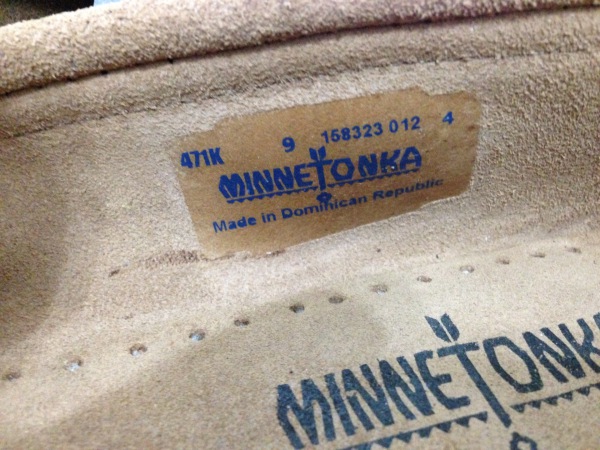 471K 9 158323 012 4
MINNETONKA
Made in Dominican Republic
MINNETONKA